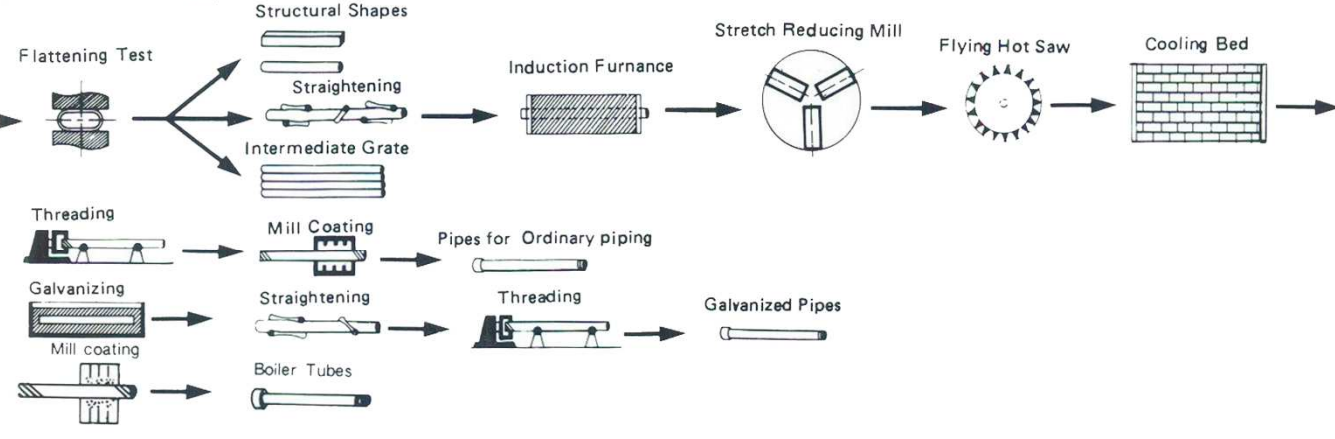 Structural Shapes
Flattening Test
Straightening
Intermediate Grate
Induction Furnance
Stretch Reducing Mill
Flying Hot Saw
Cooling Bed
Threading
Mill Coating
Pipes for Ordinary piping
Galvanizing
Straightening
Threading
Galvanized Pipes
Mill coating
Boiler Tubes